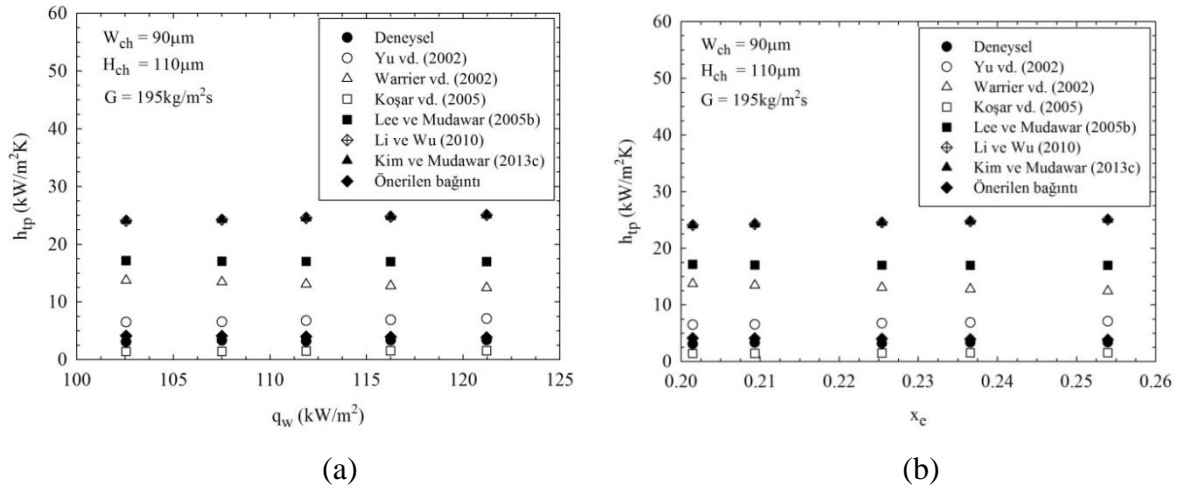 60
50
40
30
20
10
0
h_tp (kW/m²K)
W_ch = 90μm
H_ch = 110μm
G = 195kg/m²s
Deneysel
Yu vd. (2002)
Warrier vd. (2002)
Koşar vd. (2005)
Lee ve Mudawar (2005b)
Li ve Wu (2010)
Kim ve Mudawar (2013c)
Önerilen bağıntı
100 105 110 115 120 125
q_w (kW/m²)
(a)
60
50
40
30
20
10
0
h_tp (kW/m²K)
W_ch = 90μm
H_ch = 110μm
G = 195kg/m²s
Deneysel
Yu vd. (2002)
Warrier vd. (2002)
Koşar vd. (2005)
Lee ve Mudawar (2005b)
Li ve Wu (2010)
Kim ve Mudawar (2013c)
Önerilen bağıntı
0.20 0.21 0.22 0.23 0.24 0.25 0.26
x_e
(b)